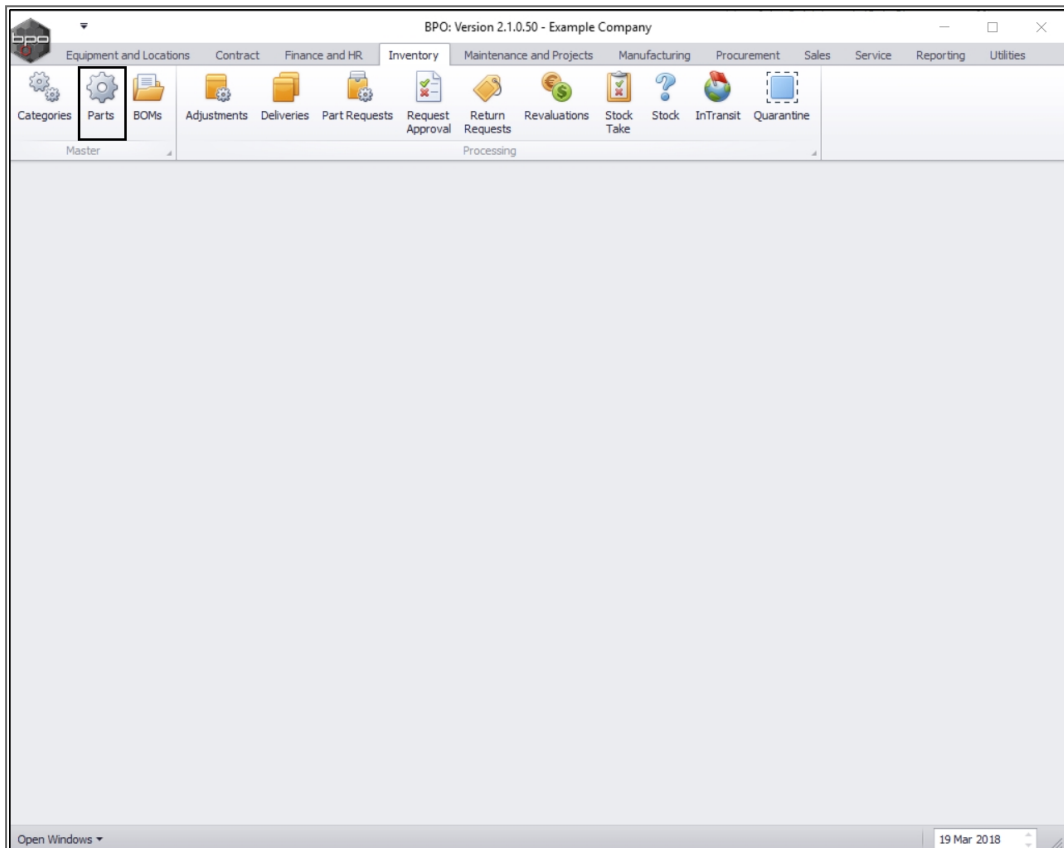 BPO: Version 2.1.0.50 - Example Company
bpo
Equipment and Locations Contract Finance and HR Inventory Maintenance and Projects Manufacturing Procurement Sales Service Reporting Utilities
Categories Parts BOMs Adjustments Deliveries Part Requests Request Return Revaluations Stock Stock InTransit Quarantine
Approval Requests Take
Master Processing
Open Windows 19 Mar 2018